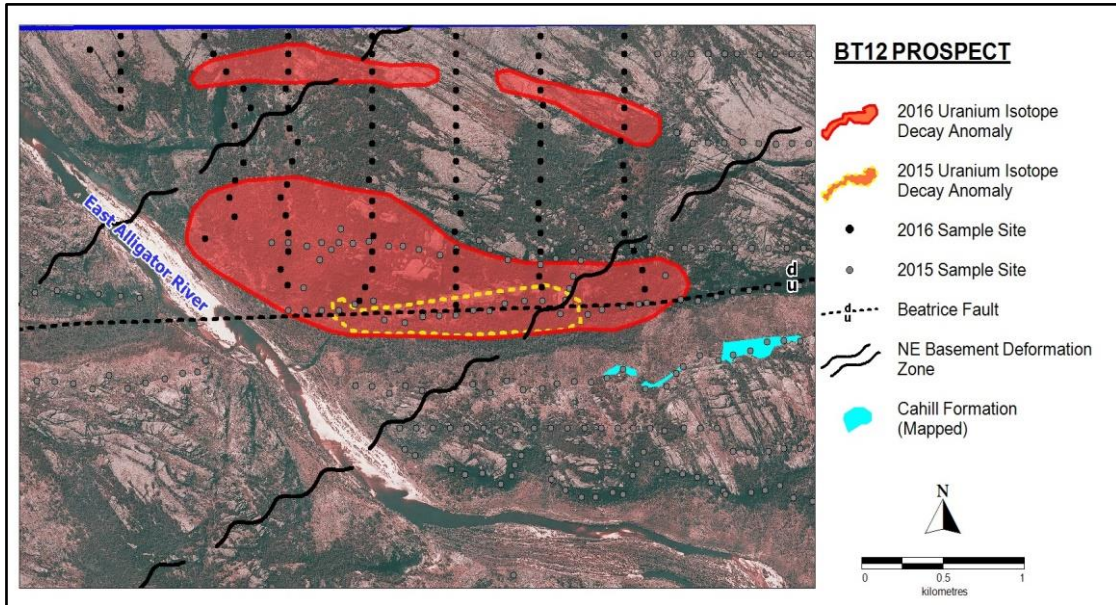 BT12 PROSPECT
2016 Uranium Isotope
Decay Anomaly
2015 Uranium Isotope
Decay Anomaly
2016 Sample Site
2015 Sample Site
d
u
Beatrice Fault
NE Basement Deformation
Zone
Cahill Formation
(Mapped)
East Alligator River
d
u
N
0 0.5 1
kilometres